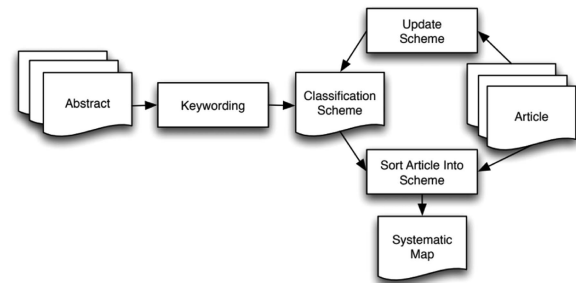 Update
Scheme
Abstract
Keywording
Classification
Scheme
Article
Sort Article Into
Scheme
Systematic
Map